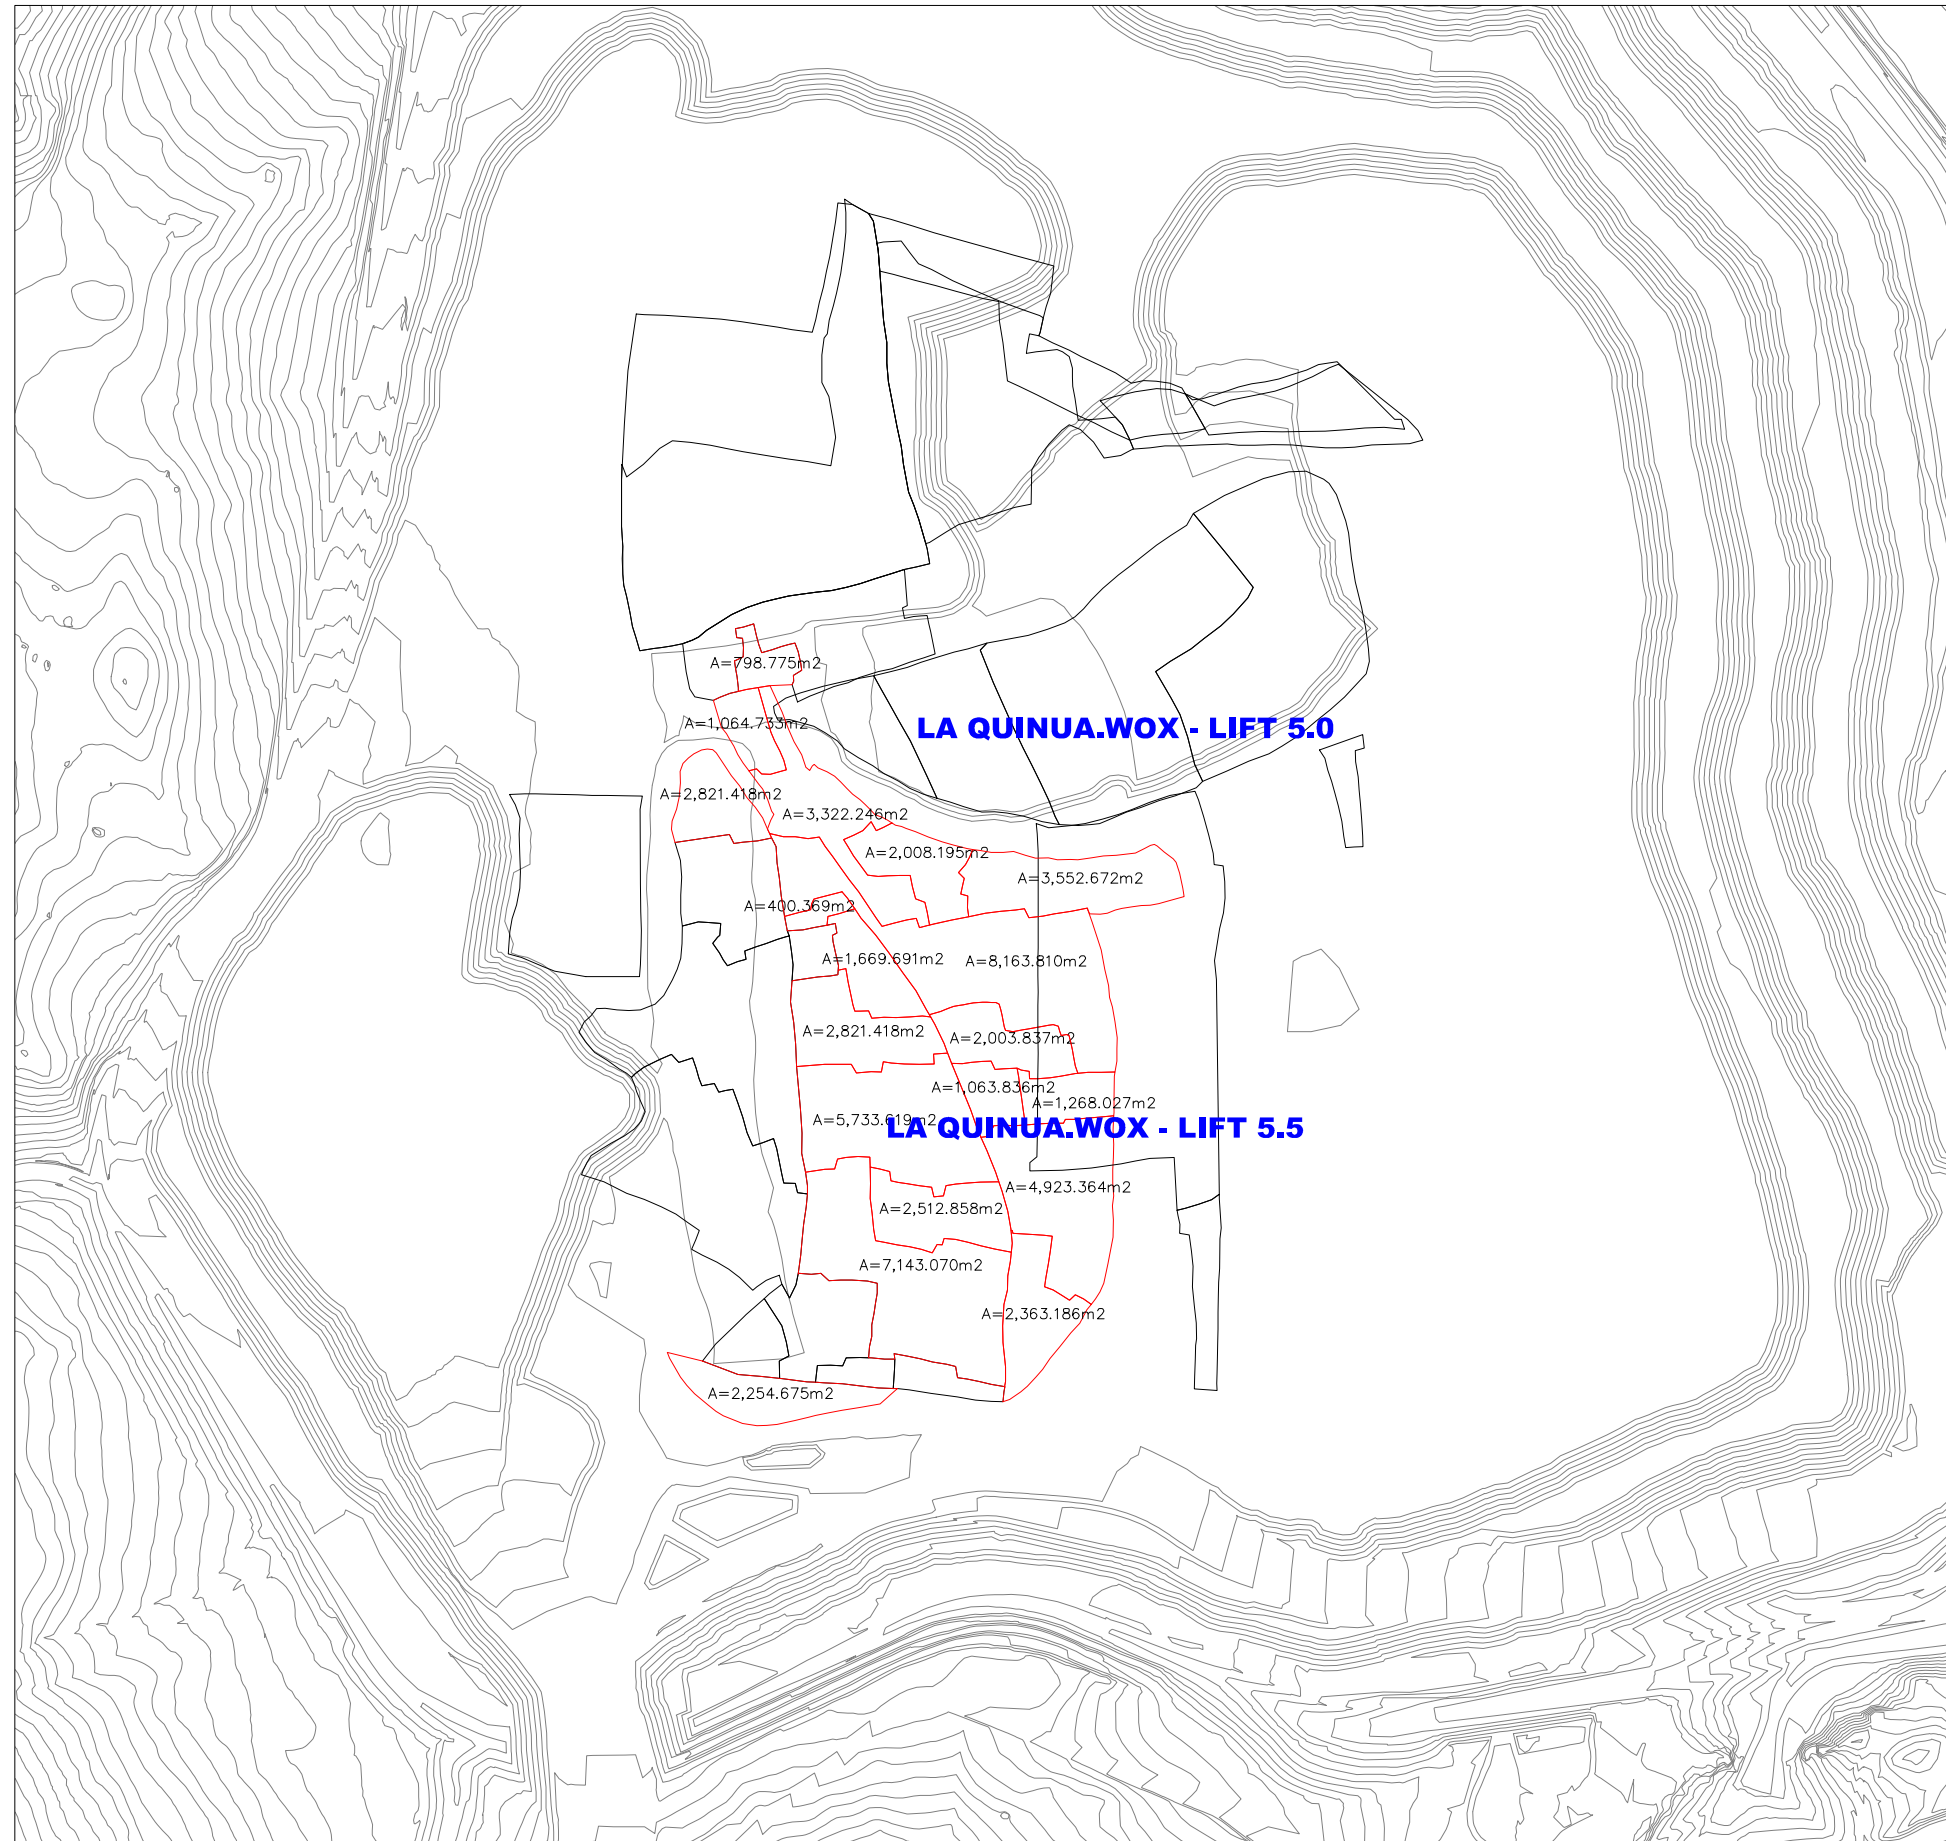 A=798.775m2
A=1,064.733m2
LA QUINUA.WOX - LIFT 5.0
A=2,821.418m2
A=3,322.246m2
A=2,008.195m2
A=3,552.672m2
A=400.369m2
A=1,669.691m2
A=8,163.810m2
A=2,821.418m2
A=2,003.837m2
A=1,063.836m2
A=1,268.027m2
A=5,733.619m2
LA QUINUA.WOX - LIFT 5.5
A=4,923.364m2
A=2,512.858m2
A=7,143.070m2
A=2,363.186m2
A=2,254.675m2